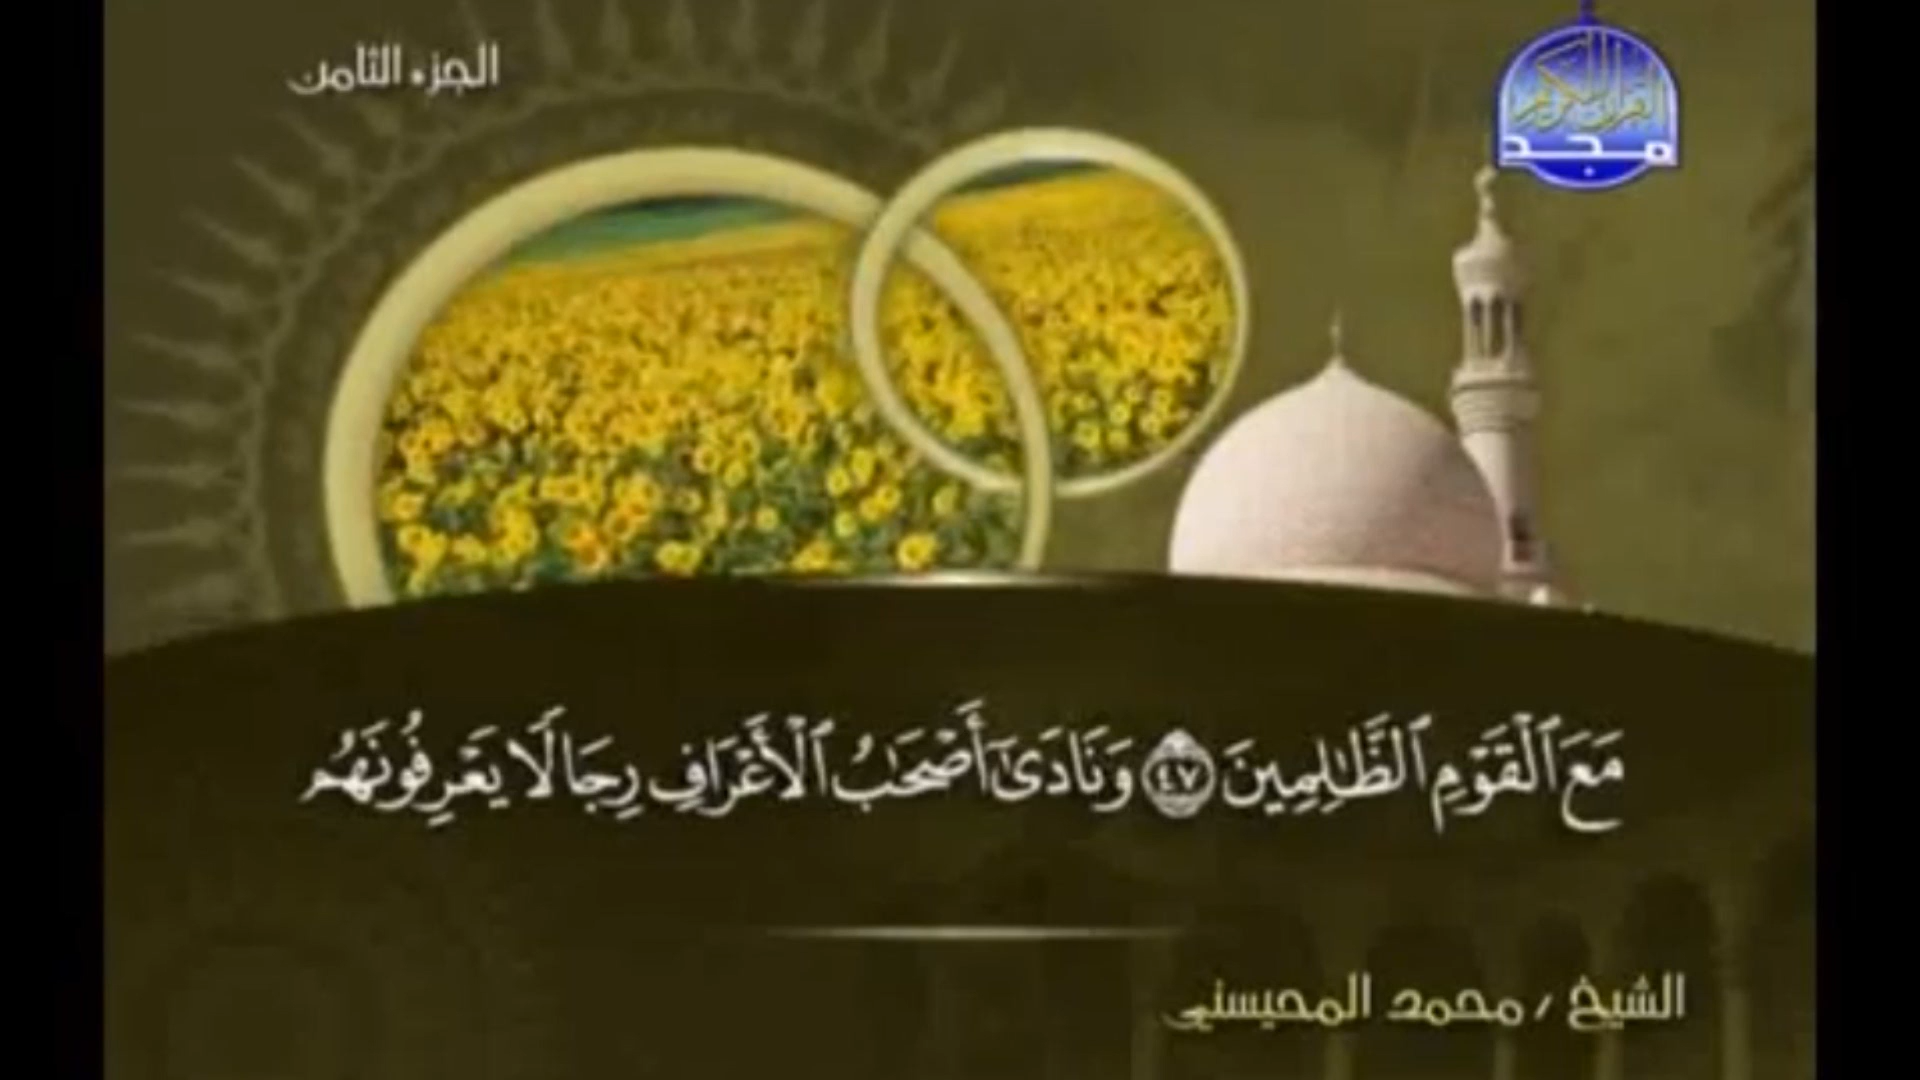 الجزء الثامن
القرآن الكريم
مجد
مَعَ ٱلْقَوْمِ ٱلظَّـٰلِمِينَ ٤٧ وَنَادَىٰٓ أَصْحَـٰبُ ٱلْأَعْرَافِ رِجَالًا يَعْرِفُونَهُم
الشيخ / محمد المحيسني